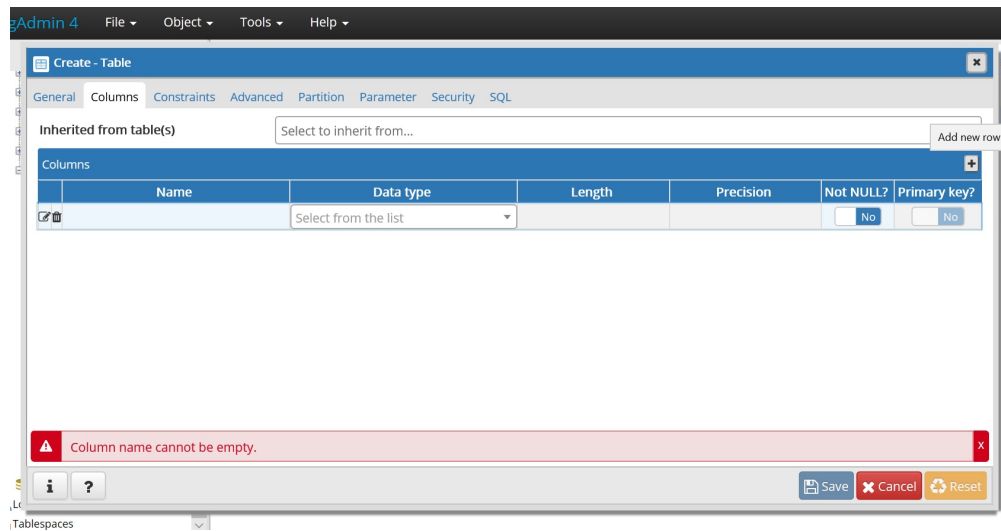 gAdmin 4 File Object Tools Help
Create - Table
General Columns Constraints Advanced Partition Parameter Security SQL
Inherited from table(s) Select to inherit from...
Add new row
Columns
Name Data type Length Precision Not NULL? Primary key?
Select from the list No No
Column name cannot be empty.
x
i ? Save Cancel Reset
Tablespaces